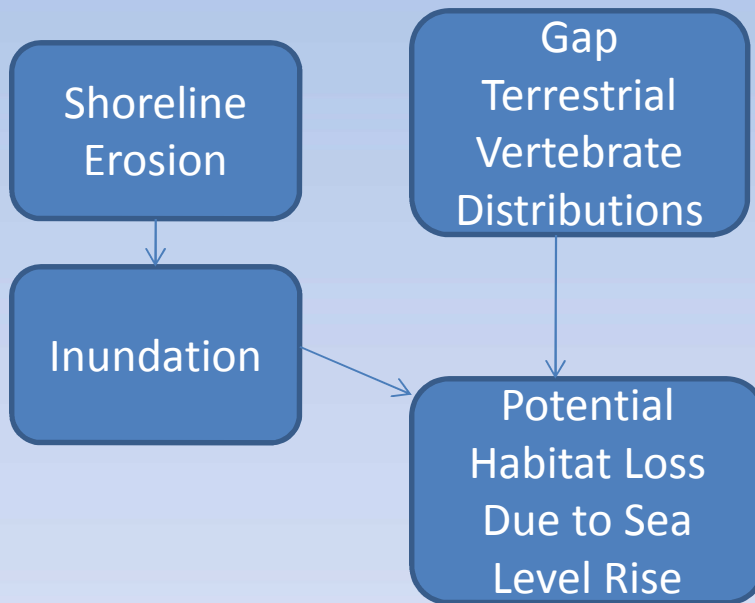 Shoreline
Erosion
Gap
Terrestrial
Vertebrate
Distributions
Inundation
Potential
Habitat Loss
Due to Sea
Level Rise